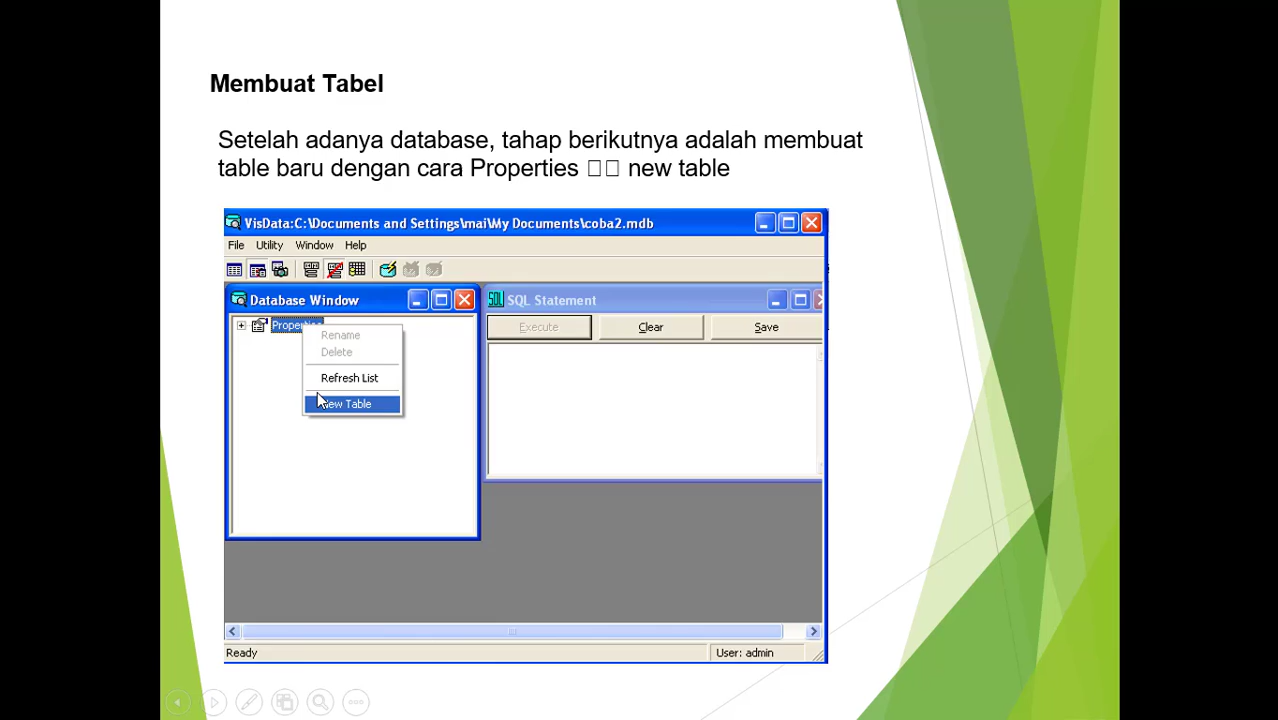 Membuat Tabel
Setelah adanya database, tahap berikutnya adalah membuat
table baru dengan cara Properties □□ new table
VisData:C:\Documents and Settings\mai\My Documents\coba2.mdb
File Utility Window Help
Database Window
SQL Statement
Properties
Execute Clear Save
Rename
Delete
Refresh List
New Table
Ready
User: admin